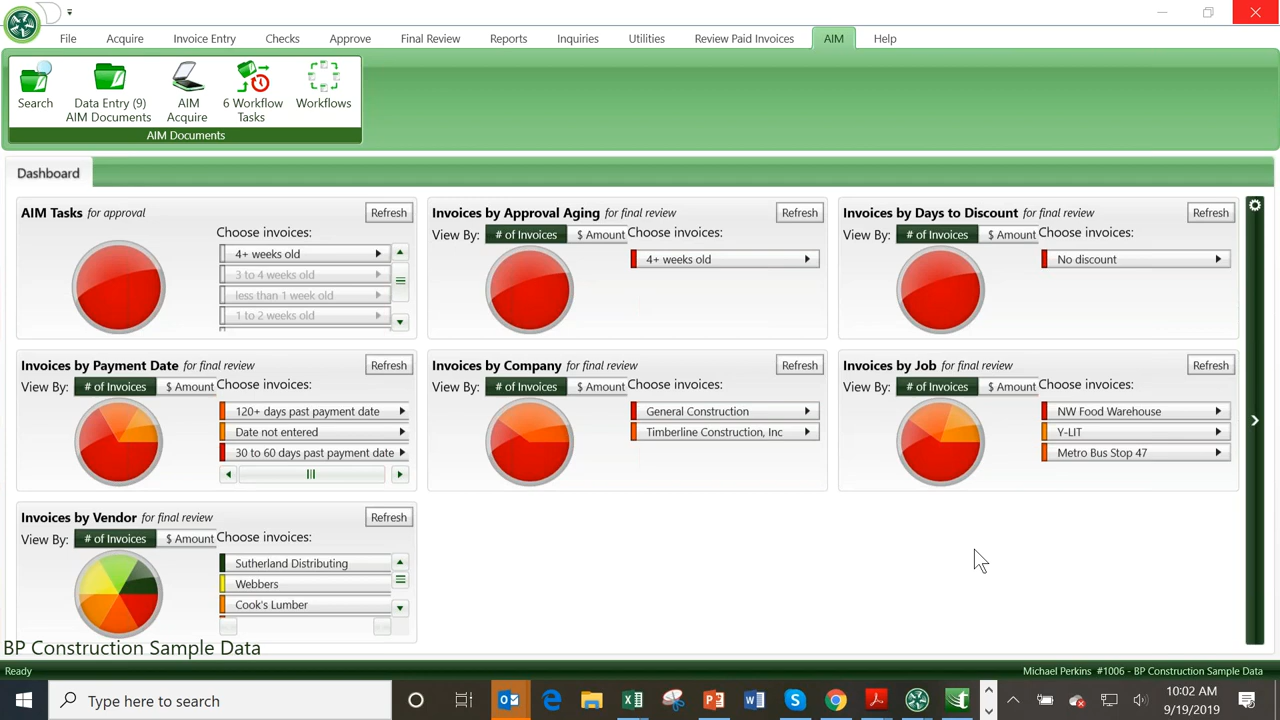 File Acquire Invoice Entry Checks Approve Final Review Reports Inquiries Utilities Review Paid Invoices AIM Help
Search
Data Entry (9)
AIM Documents
AIM
Acquire
6 Workflow
Tasks
Workflows
AIM Documents
Dashboard
AIM Tasks for approval Refresh
Choose invoices:
4+ weeks old
3 to 4 weeks old
less than 1 week old
1 to 2 weeks old
Invoices by Approval Aging for final review Refresh
View By: # of Invoices $ Amount Choose invoices:
4+ weeks old
Invoices by Days to Discount for final review Refresh
View By: # of Invoices $ Amount Choose invoices:
No discount
Invoices by Payment Date for final review Refresh
View By: # of Invoices $ Amount Choose invoices:
120+ days past payment date
Date not entered
30 to 60 days past payment date
Invoices by Company for final review Refresh
View By: # of Invoices $ Amount Choose invoices:
General Construction
Timberline Construction, Inc
Invoices by Job for final review Refresh
View By: # of Invoices $ Amount Choose invoices:
NW Food Warehouse
Y-LIT
Metro Bus Stop 47
Invoices by Vendor for final review Refresh
View By: # of Invoices $ Amount Choose invoices:
Sutherland Distributing
Webbers
Cook's Lumber
BP Construction Sample Data
Ready Michael Perkins #1006 - BP Construction Sample Data
Type here to search
10:02 AM
9/19/2019